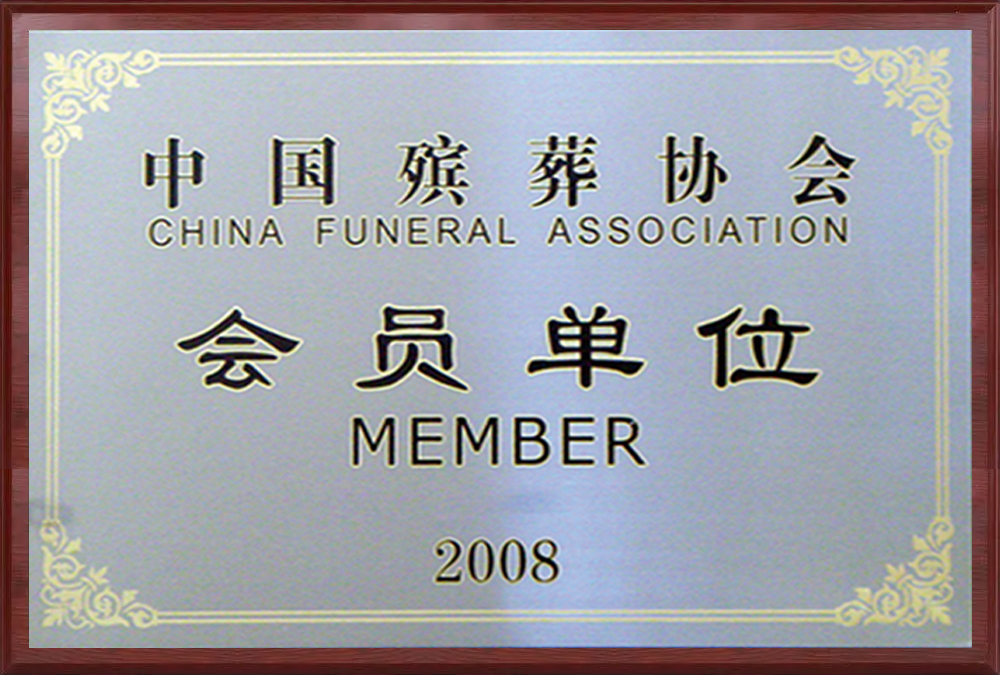 中国殡葬协会
CHINA FUNERAL ASSOCIATION
会员单位
MEMBER
2008